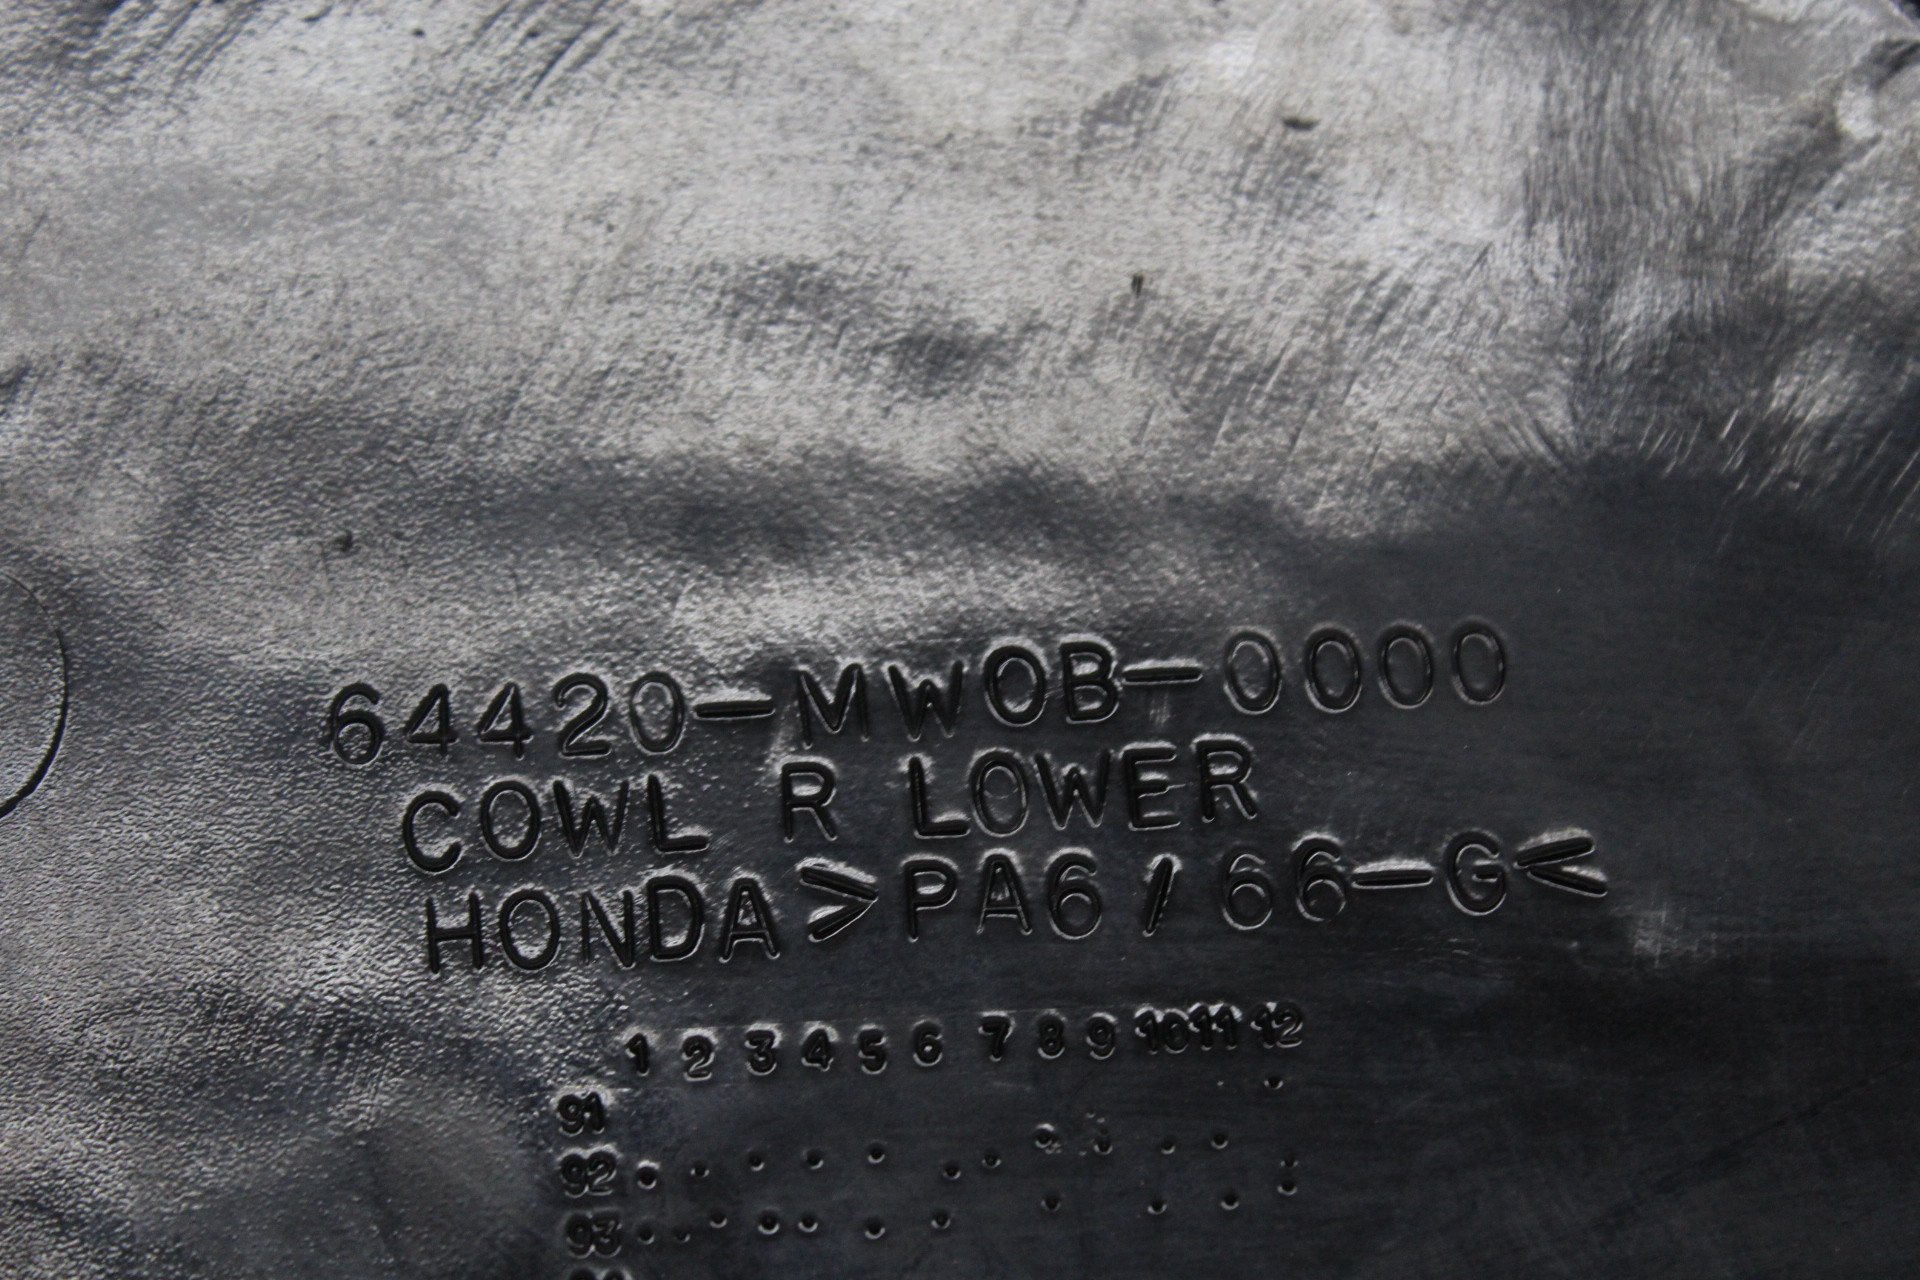 64420-MW0B-0000
COWL R LOWER
HONDA >PA6/66-G<
1 2 3 4 5 6 7 8 9 10 11 12
91
92
93